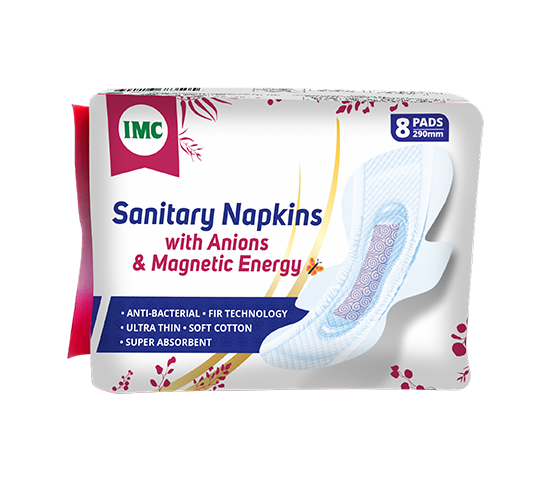 IMC
8 PADS
290mm
Sanitary Napkins
with Anions
& Magnetic Energy
• ANTI-BACTERIAL • FIR TECHNOLOGY
• ULTRA THIN • SOFT COTTON
• SUPER ABSORBENT